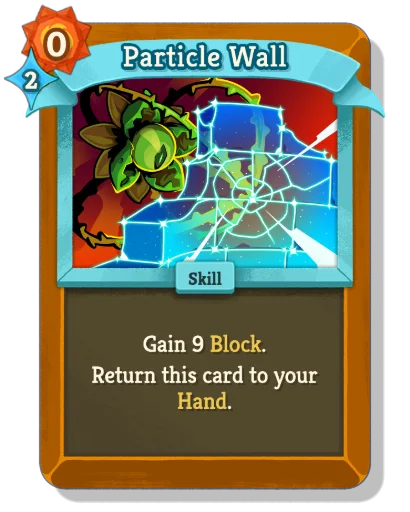 0
Particle Wall
2
Skill
Gain 9 Block.
Return this card to your
Hand.